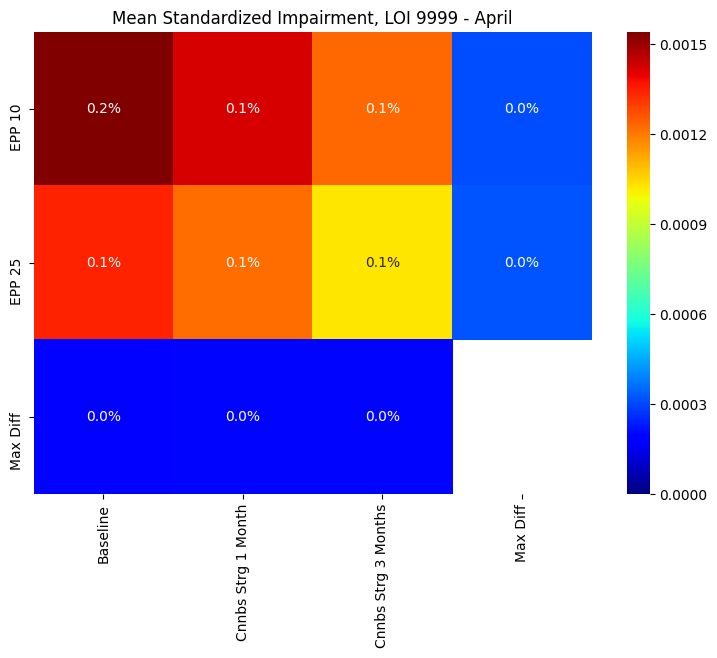 Mean Standardized Impairment, LOI 9999 - April
EPP 10
0.2%
0.1%
0.1%
0.0%
EPP 25
0.1%
0.1%
0.1%
0.0%
Max Diff
0.0%
0.0%
0.0%
Baseline
Cnnbs Strg 1 Month
Cnnbs Strg 3 Months
Max Diff
0.0015
0.0012
0.0009
0.0006
0.0003
0.0000